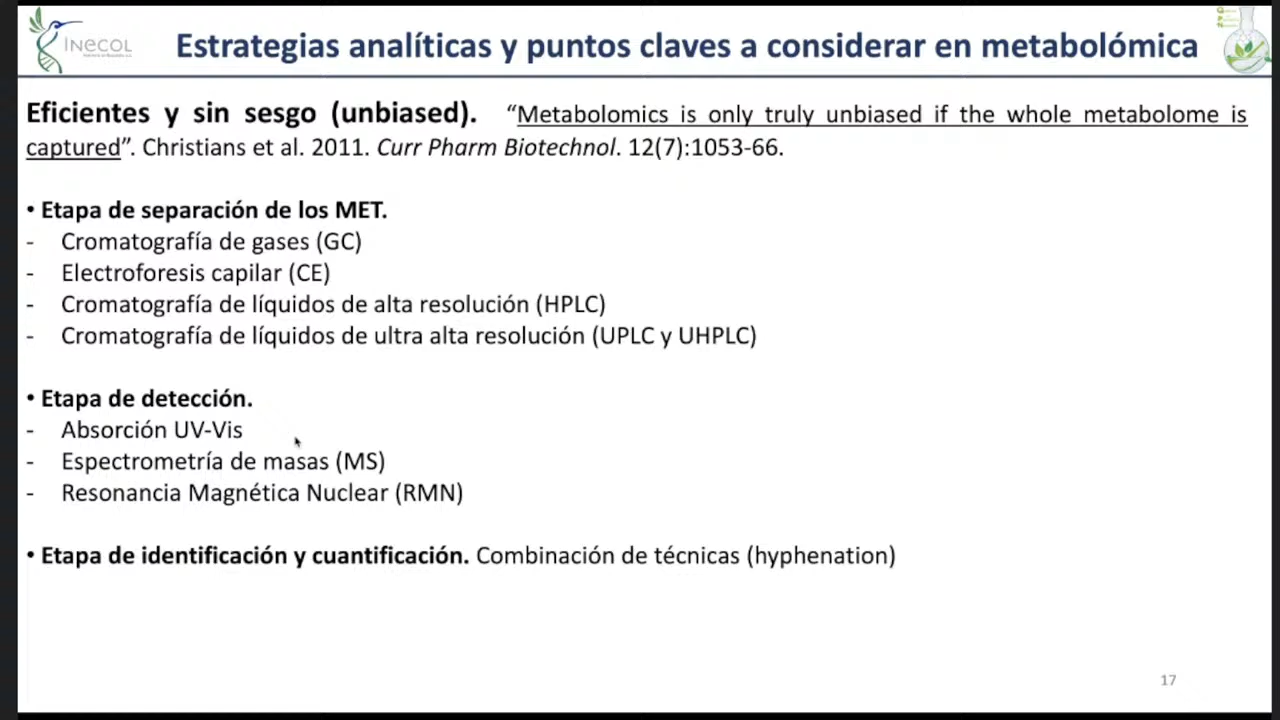 INECOL
Estrategias analíticas y puntos claves a considerar en metabolómica
Eficientes y sin sesgo (unbiased). “Metabolomics is only truly unbiased if the whole metabolome is
captured”. Christians et al. 2011. Curr Pharm Biotechnol. 12(7):1053-66.
• Etapa de separación de los MET.
- Cromatografía de gases (GC)
- Electroforesis capilar (CE)
- Cromatografía de líquidos de alta resolución (HPLC)
- Cromatografía de líquidos de ultra alta resolución (UPLC y UHPLC)
• Etapa de detección.
- Absorción UV-Vis
- Espectrometría de masas (MS)
- Resonancia Magnética Nuclear (RMN)
• Etapa de identificación y cuantificación. Combinación de técnicas (hyphenation)
17